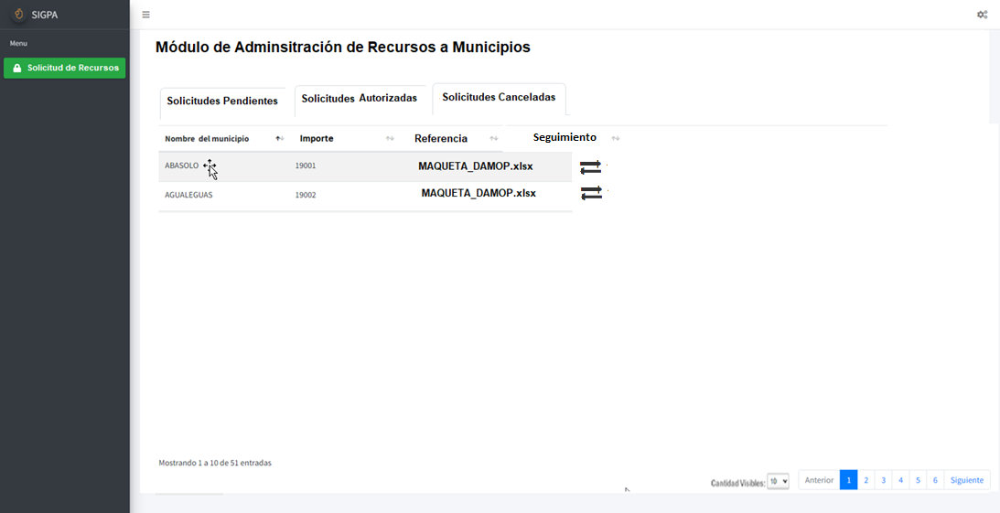 SIGPA
Menu
Solicitud de Recursos
Módulo de Adminsitración de Recursos a Municipios
Solicitudes Pendientes
Solicitudes Autorizadas
Solicitudes Canceladas
Nombre del municipio
Importe
Referencia
Seguimiento
ABASOLO
19001
MAQUETA_DAMOP.xlsx
AGUALEGUAS
19002
MAQUETA_DAMOP.xlsx
Mostrando 1 a 10 de 51 entradas
Cantidad Visibles: 10
Anterior 1 2 3 4 5 6 Siguiente